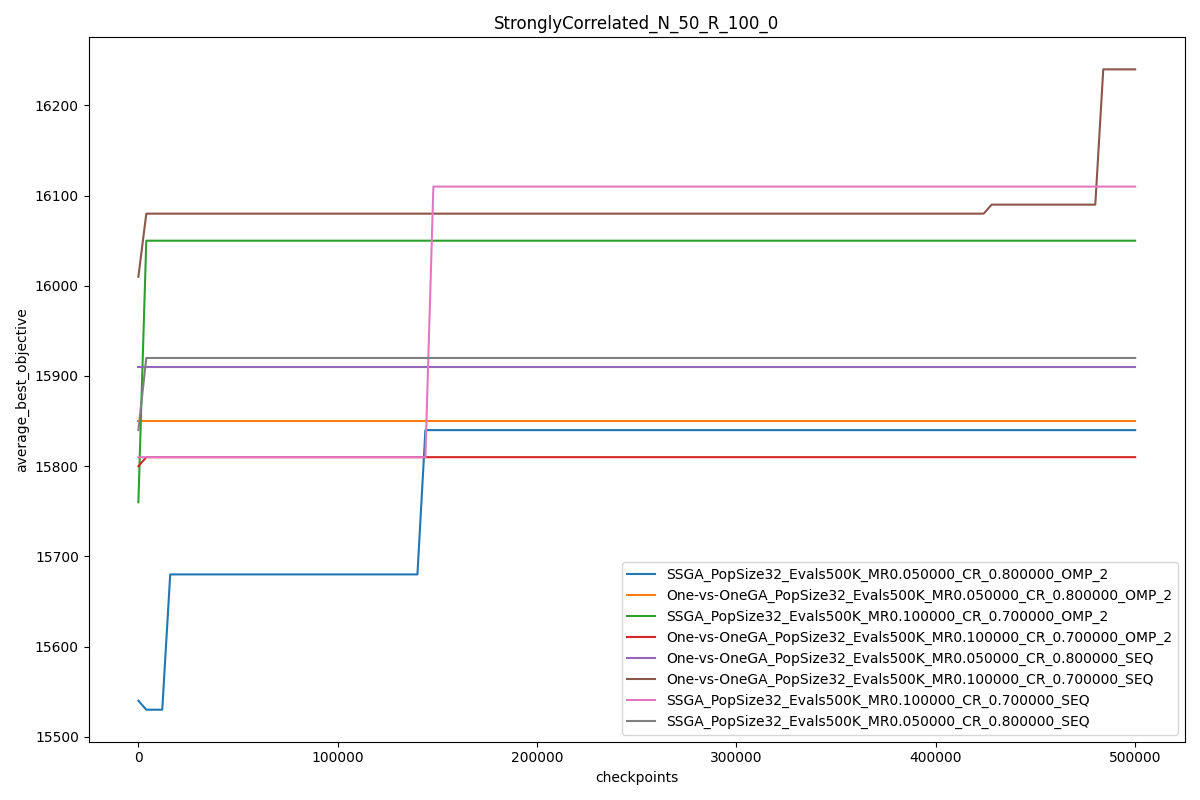 StronglyCorrelated_N_50_R_100_0
average_best_objective
16200
16100
16000
15900
15800
15700
15600
15500
SSGA_PopSize32_Evals500K_MR0.050000_CR_0.800000_OMP_2
One-vs-OneGA_PopSize32_Evals500K_MR0.050000_CR_0.800000_OMP_2
SSGA_PopSize32_Evals500K_MR0.100000_CR_0.700000_OMP_2
One-vs-OneGA_PopSize32_Evals500K_MR0.100000_CR_0.700000_OMP_2
One-vs-OneGA_PopSize32_Evals500K_MR0.050000_CR_0.800000_SEQ
One-vs-OneGA_PopSize32_Evals500K_MR0.100000_CR_0.700000_SEQ
SSGA_PopSize32_Evals500K_MR0.100000_CR_0.700000_SEQ
SSGA_PopSize32_Evals500K_MR0.050000_CR_0.800000_SEQ
0 100000 200000 300000 400000 500000
checkpoints